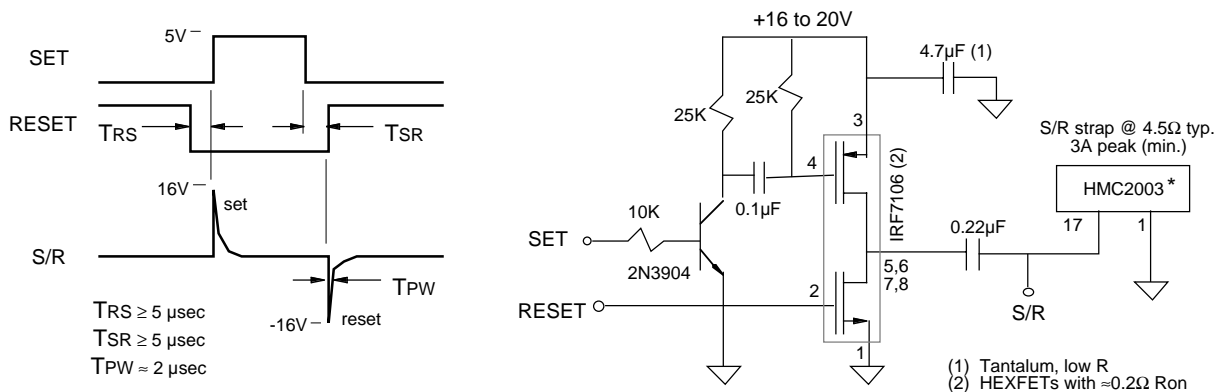 5V
SET
RESET
TRS
TSR
16V
set
S/R
TPW
-16V
reset
TRS ≥ 5 µsec
TSR ≥ 5 µsec
TPW ≈ 2 µsec
+16 to 20V
4.7µF (1)
25K
25K
3
S/R strap @ 4.5Ω typ.
3A peak (min.)
4
HMC2003 *
IRF7106 (2)
0.1µF
10K
0.22µF
17
1
SET
2N3904
5,6
7,8
2
RESET
S/R
1
(1) Tantalum, low R
(2) HEXFETs with ≈0.2Ω Ron